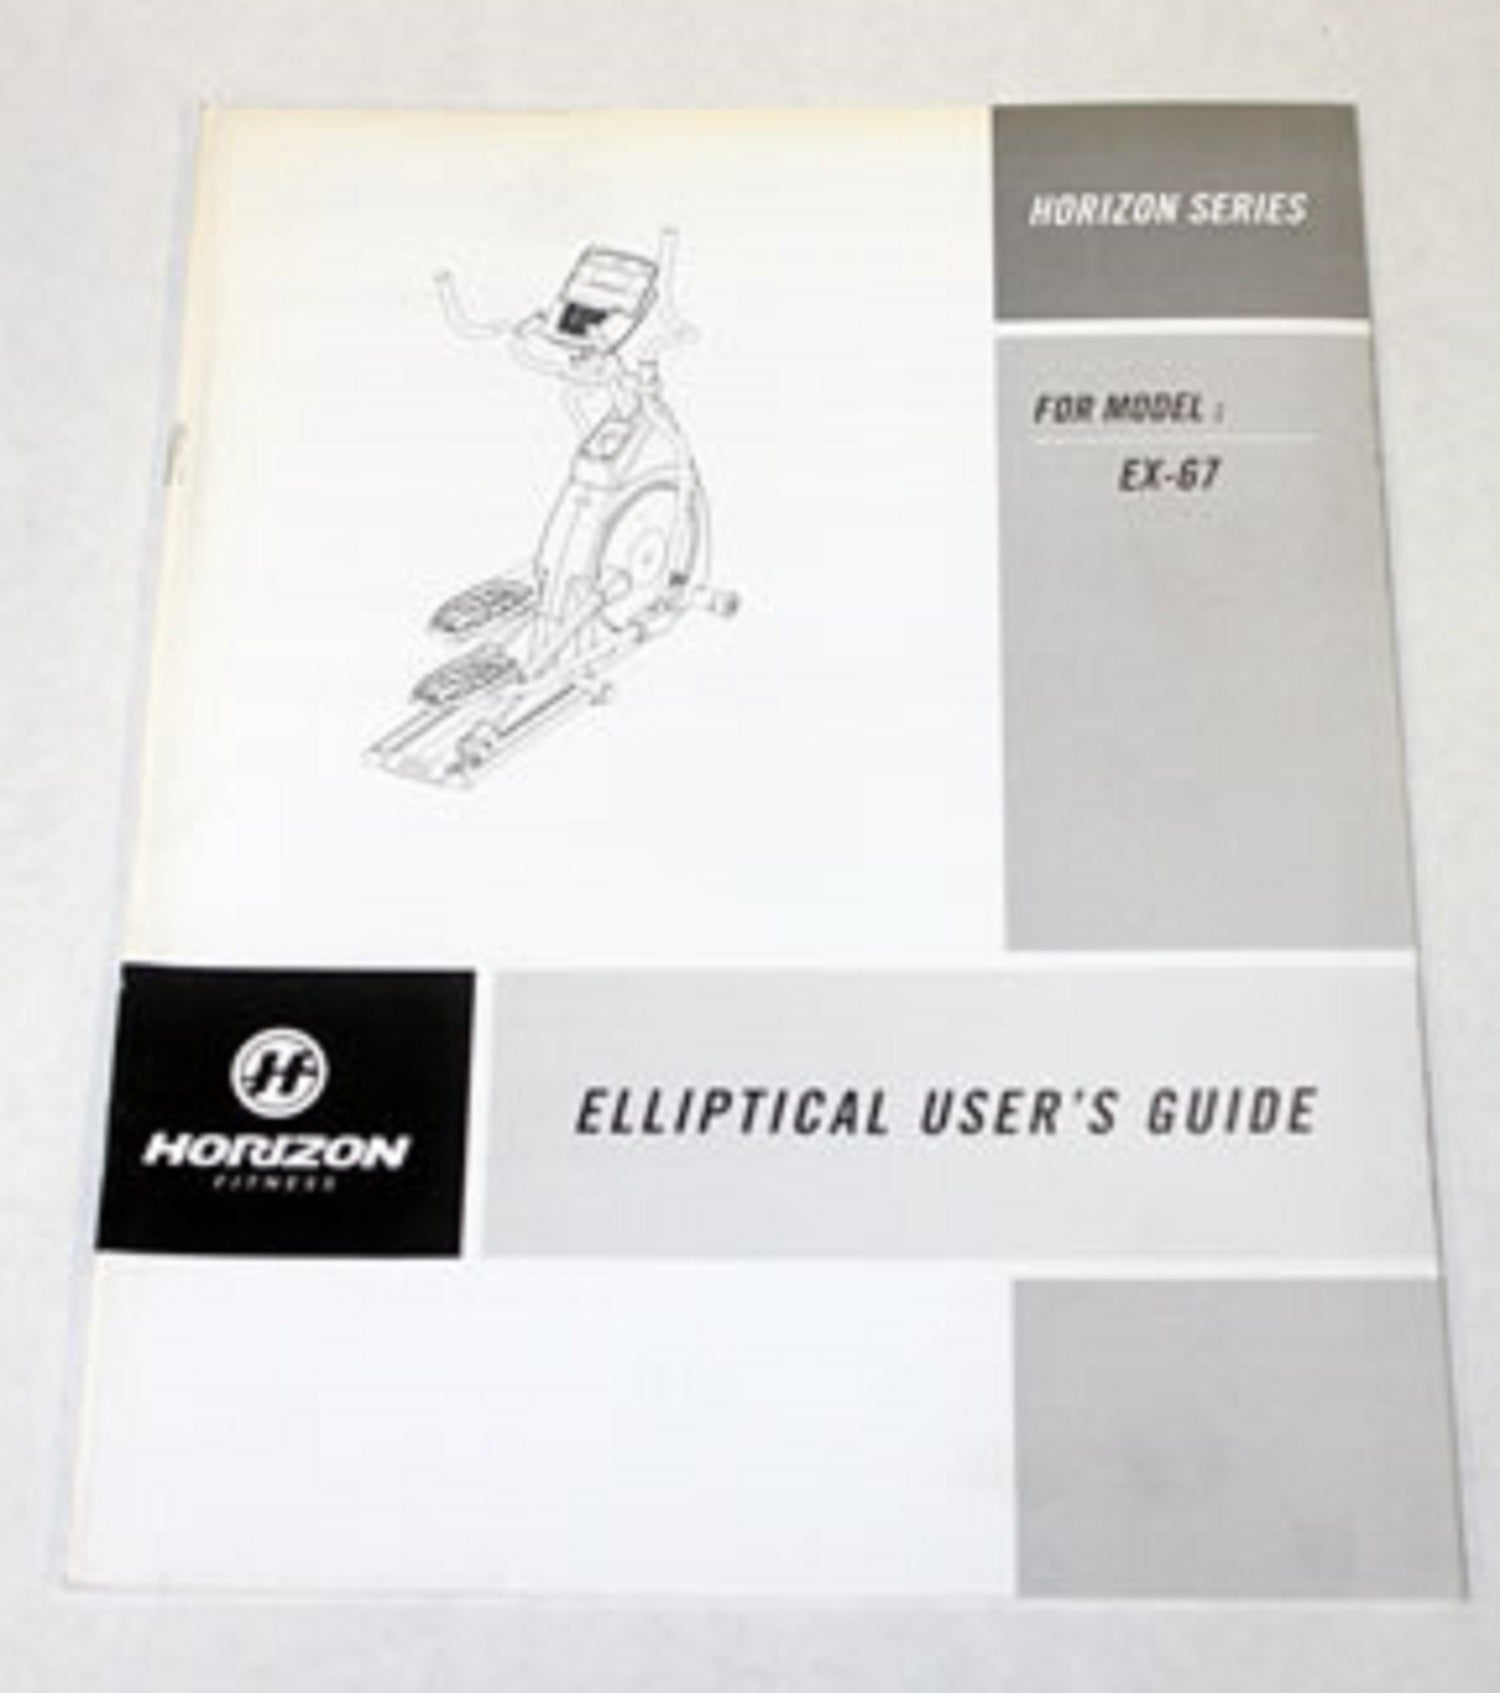 HORIZON SERIES
FOR MODEL :
EX-67
H
HORIZON
FITNESS
ELLIPTICAL USER'S GUIDE